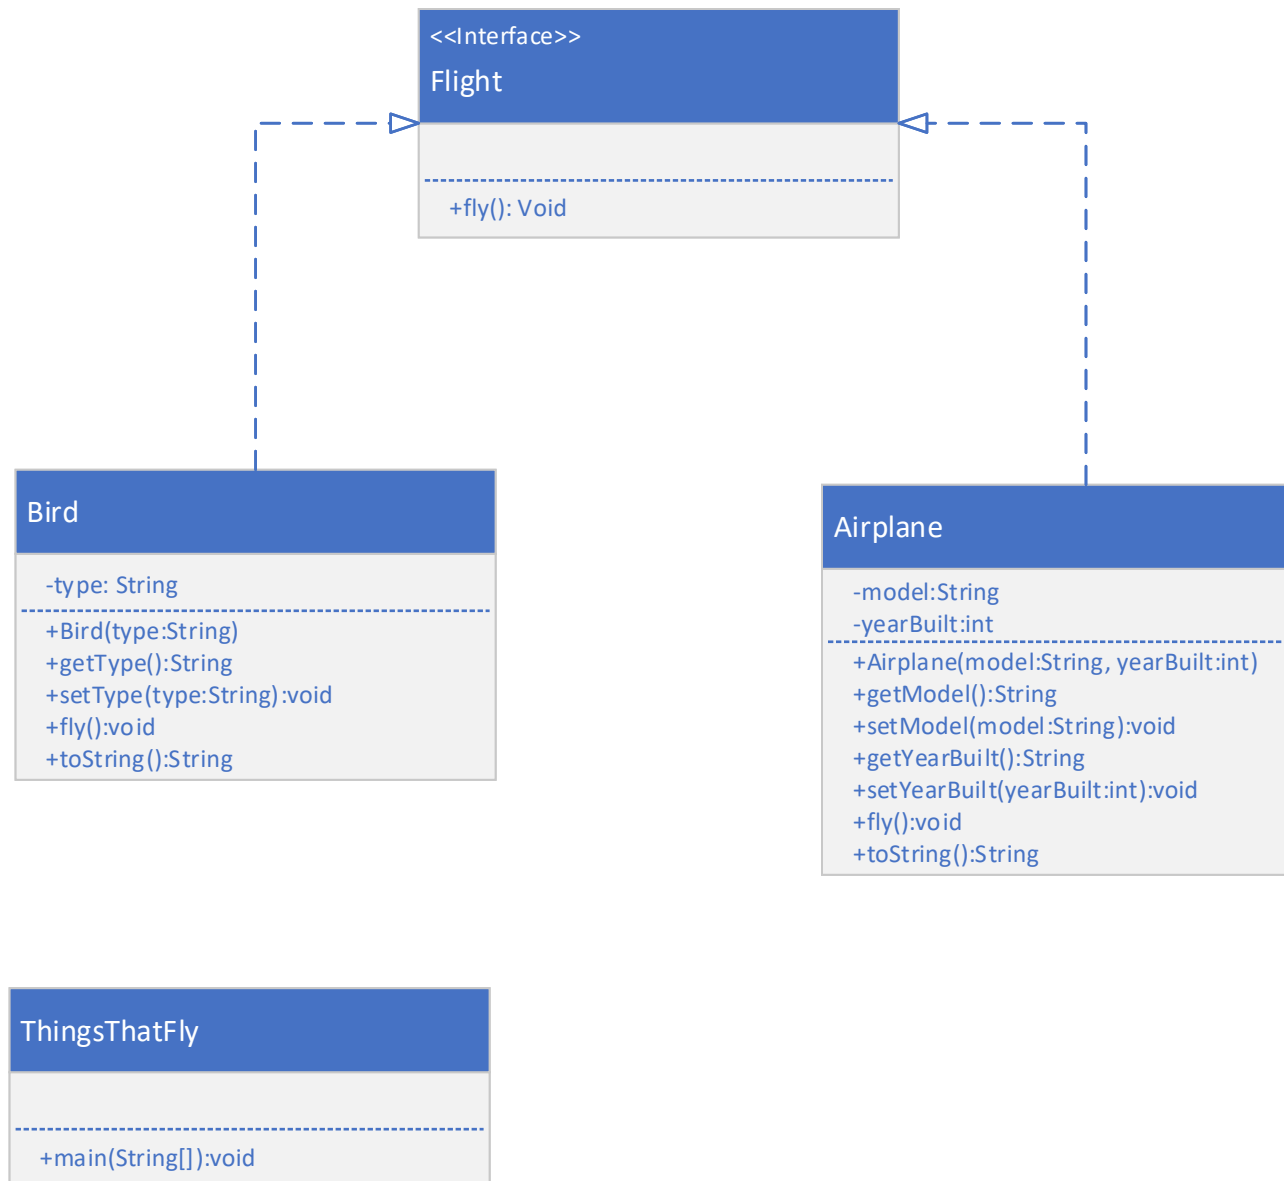 <<Interface>>
Flight
+fly(): Void
Bird
-type: String
+Bird(type:String)
+getType():String
+setType(type:String):void
+fly():void
+toString():String
Airplane
-model:String
-yearBuilt:int
+Airplane(model:String, yearBuilt:int)
+getModel():String
+setModel(model:String):void
+getYearBuilt():String
+setYearBuilt(yearBuilt:int):void
+fly():void
+toString():String
ThingsThatFly
+main(String[]):void